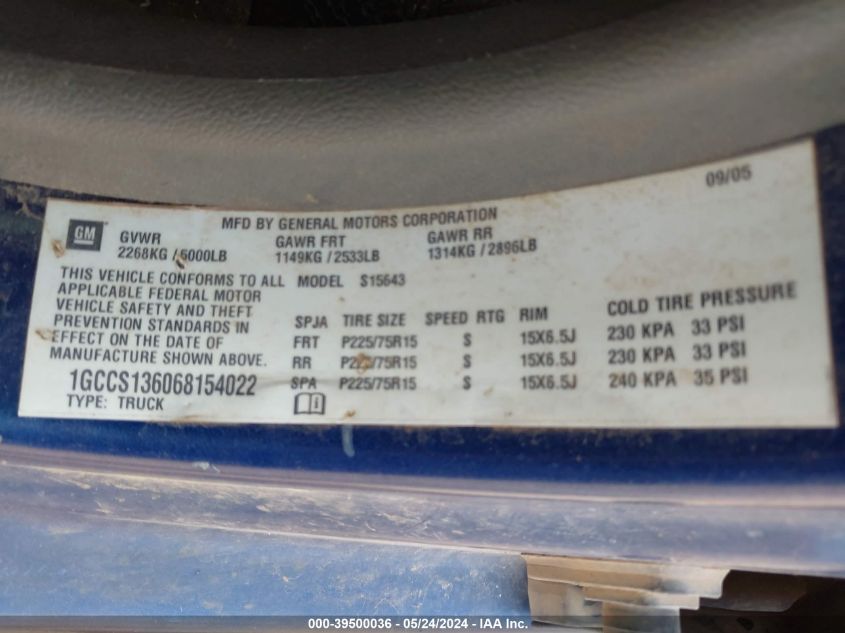 09/05
GM
MFD BY GENERAL MOTORS CORPORATION
GVWR GAWR FRT GAWR RR
2268KG / 5000LB 1149KG / 2533LB 1314KG / 2896LB
THIS VEHICLE CONFORMS TO ALL
APPLICABLE FEDERAL MOTOR
VEHICLE SAFETY AND THEFT
PREVENTION STANDARDS IN
EFFECT ON THE DATE OF
MANUFACTURE SHOWN ABOVE.
1GCCS136068154022
TYPE: TRUCK
MODEL S15643
SPJA TIRE SIZE SPEED RTG RIM COLD TIRE PRESSURE
FRT P225/75R15 S 15X6.5J 230 KPA 33 PSI
RR P225/75R15 S 15X6.5J 230 KPA 33 PSI
SPA P225/75R15 S 15X6.5J 240 KPA 35 PSI
000-39500036 - 05/24/2024 - IAA Inc.